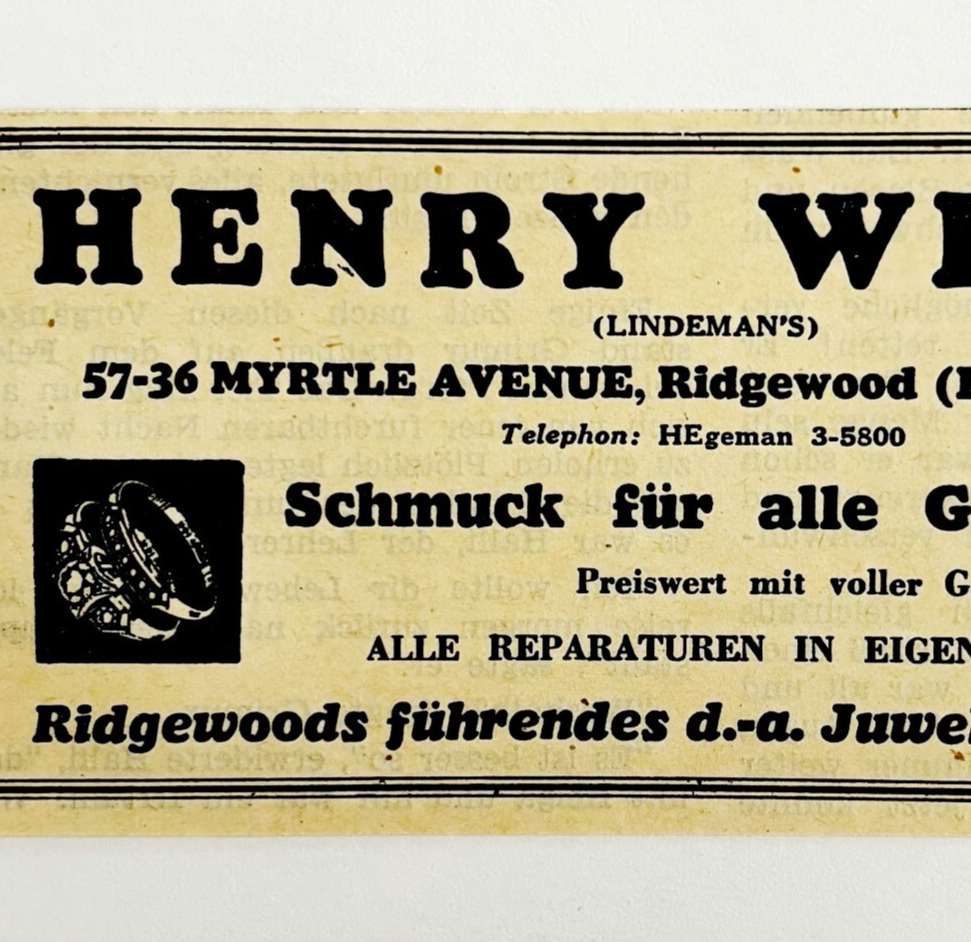 HENRY
(LINDEMAN'S)
57-36 MYRTLE AVENUE, Ridgewood
Telephon: HEgeman 3-5800
Schmuck für alle
Preiswert mit voller
ALLE REPARATUREN IN
Ridgewoods führendes d.-a.